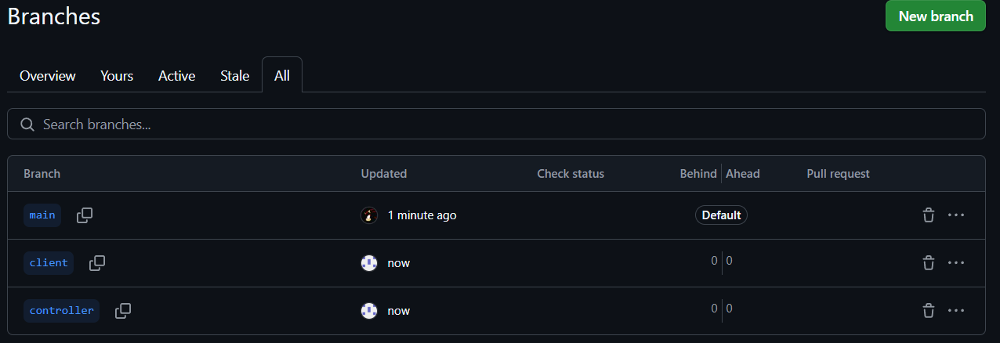 Branches
New branch
Overview Yours Active Stale All
Search branches...
Branch Updated Check status Behind Ahead Pull request
main 1 minute ago Default
client now 0 0
controller now 0 0